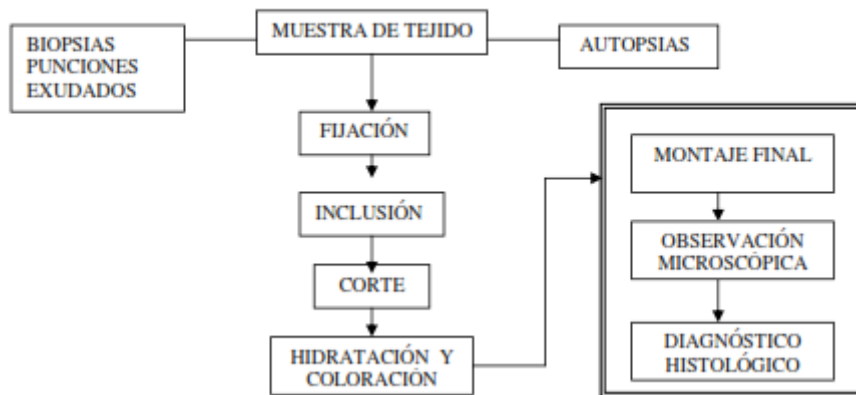 BIOPSIAS
PUNCIONES
EXUDADOS
MUESTRA DE TEJIDO
AUTOPSIAS
FIJACIÓN
INCLUSIÓN
CORTE
HIDRATACIÓN Y
COLORACIÓN
MONTAJE FINAL
OBSERVACIÓN
MICROSCÓPICA
DIAGNÓSTICO
HISTOLÓGICO